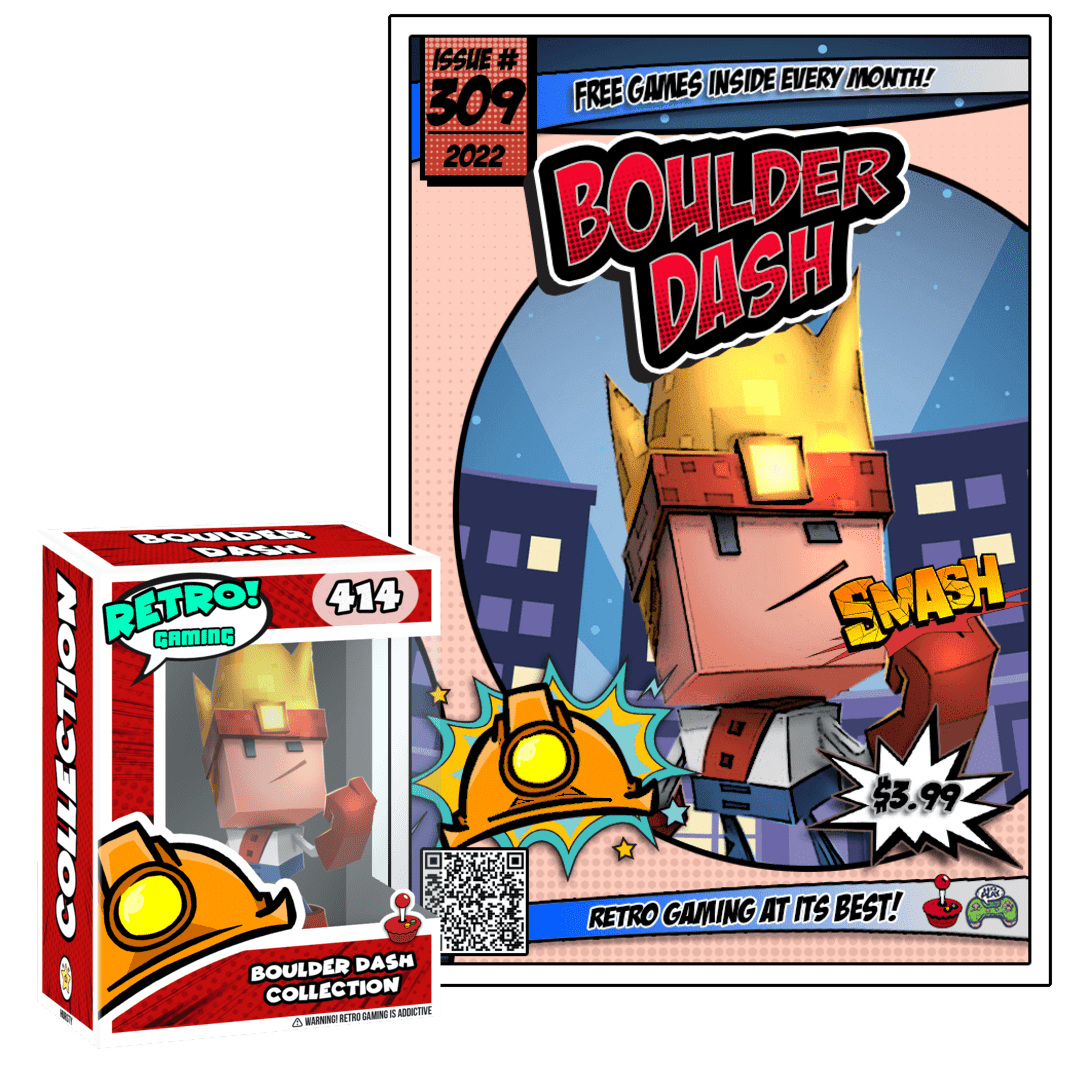 ISSUE #
309
2022
FREE GAMES INSIDE EVERY MONTH!
BOULDER
DASH
SMASH
$3.99
RETRO GAMING AT ITS BEST!
BOULDER
DASH
COLLECTION
RETRO!
GAMING
414
BOULDER DASH
COLLECTION
WARNING! RETRO GAMING IS ADDICTIVE